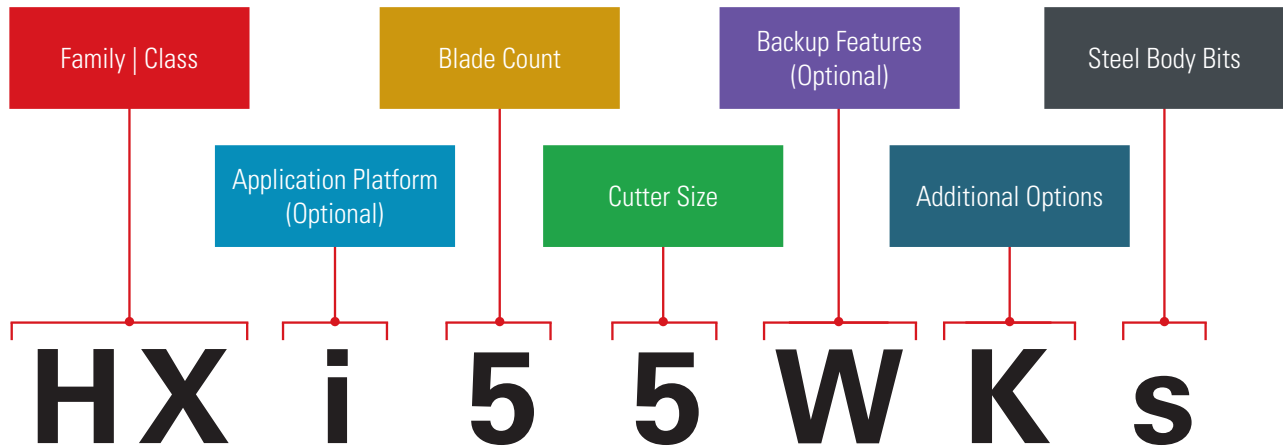 Family | Class
Blade Count
Backup Features
(Optional)
Steel Body Bits
Application Platform
(Optional)
Cutter Size
Additional Options
HX i 5 5 W K s